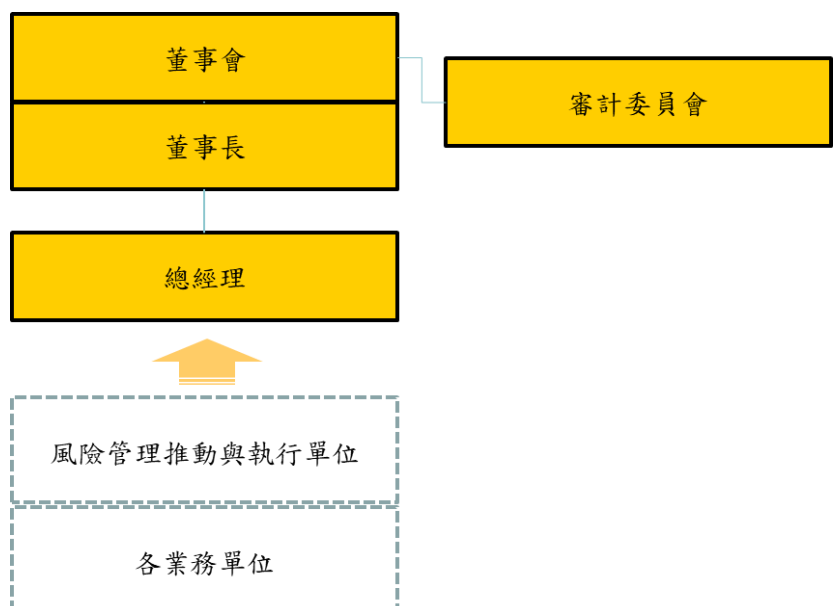 董事會
審計委員會
董事長
總經理
風險管理推動與執行單位
各業務單位